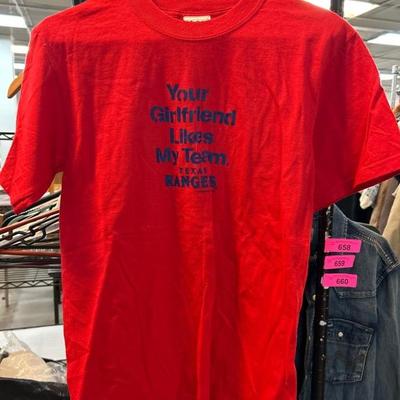 Your
Girlfriend
Likes
My Team.
TEXAS
RANGERS
658
659
660